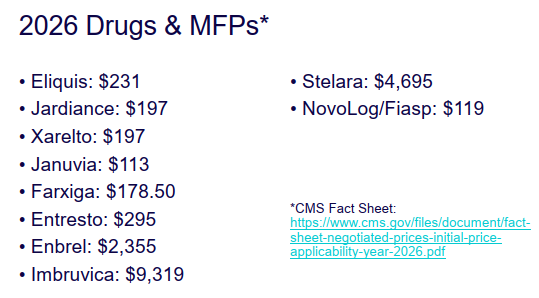 2026 Drugs & MFPs*
• Eliquis: $231
• Jardiance: $197
• Xarelto: $197
• Januvia: $113
• Farxiga: $178.50
• Entresto: $295
• Enbrel: $2,355
• Imbruvica: $9,319
• Stelara: $4,695
• NovoLog/Fiasp: $119
*CMS Fact Sheet:
https://www.cms.gov/files/document/fact-
sheet-negotiated-prices-initial-price-
applicability-year-2026.pdf